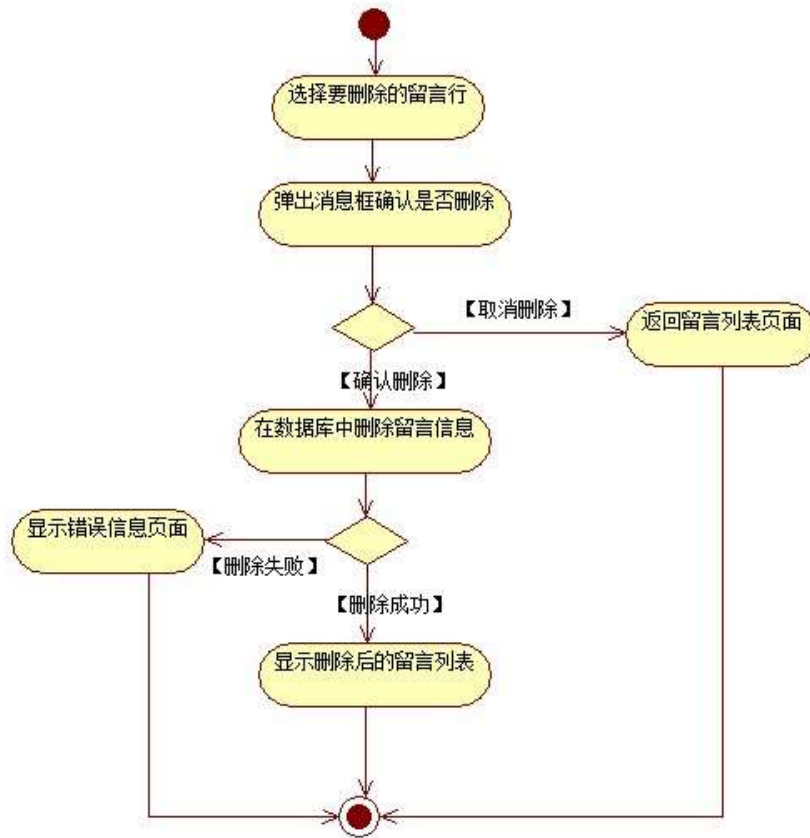 选择要删除的留言行
弹出消息框确认是否删除
【取消删除】
返回留言列表页面
【确认删除】
在数据库中删除留言信息
显示错误信息页面
【删除失败】
【删除成功】
显示删除后的留言列表